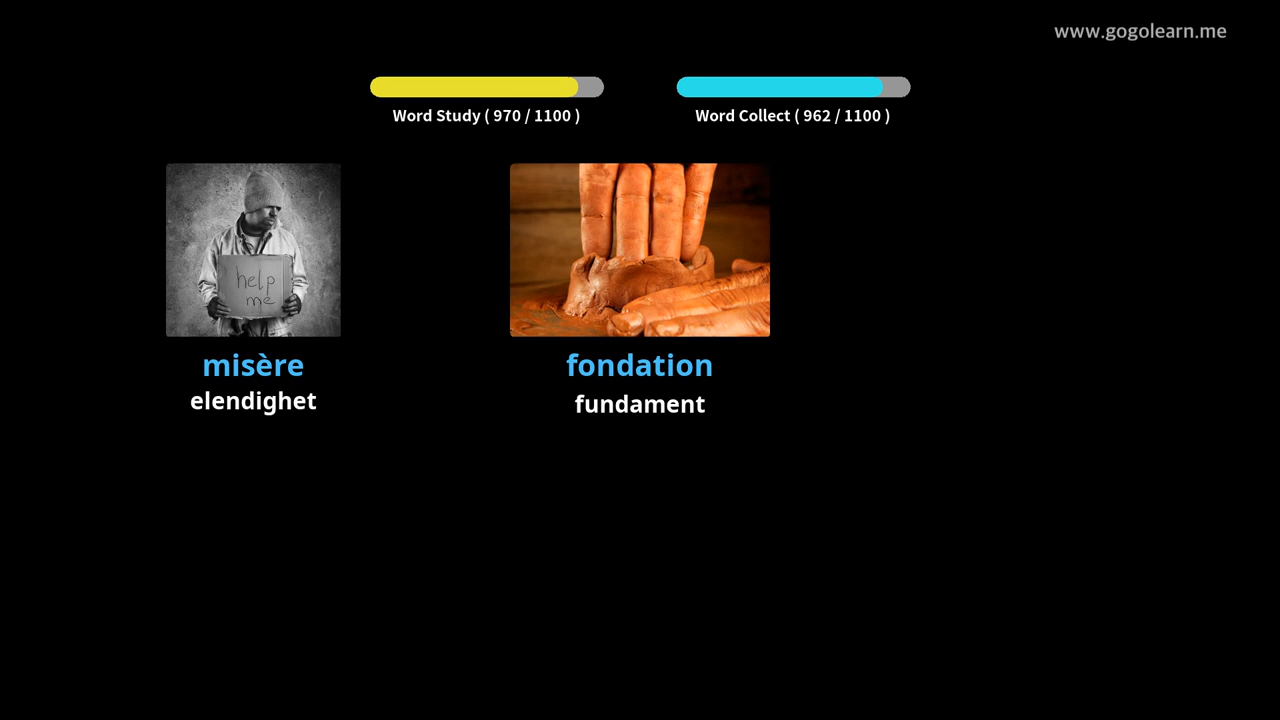 www.gogolearn.me
Word Study ( 970 / 1100 )
Word Collect ( 962 / 1100 )
help
me
misère
fondation
elendighet
fundament